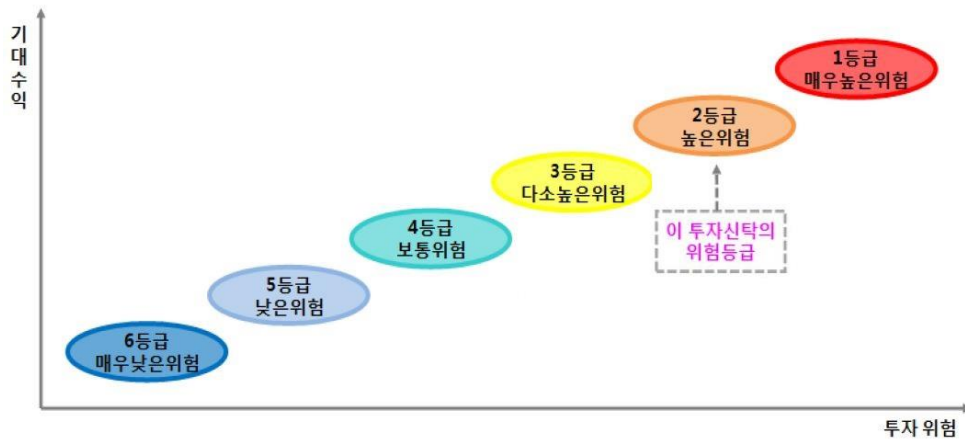 기대수익
1등급
매우높은위험
2등급
높은위험
3등급
다소높은위험
이 투자신탁의
위험등급
4등급
보통위험
5등급
낮은위험
6등급
매우낮은위험
투자 위험